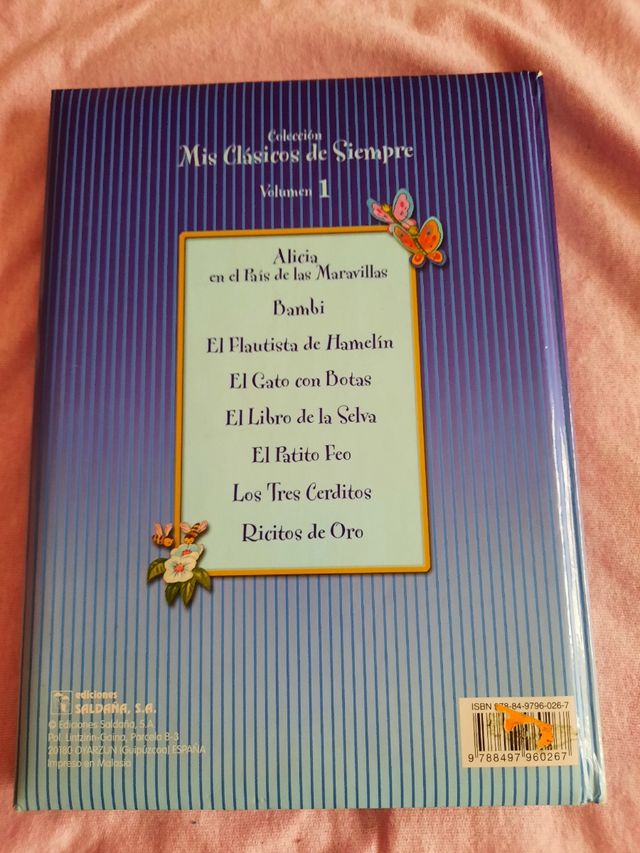 Colección
Mis Clásicos de Siempre
Volumen 1
Alicia
en el País de las Maravillas
Bambi
El Flautista de Hamelín
El Gato con Botas
El Libro de la Selva
El Patito Feo
Los Tres Cerditos
Ricitos de Oro
ediciones
SALDAÑA, S.A.
© Ediciones Saldaña, S.A.
Pol. Lintzirin-Gaina, Parcela B-3
20180 OYARZUN (Guipúzcoa) ESPAÑA
Impreso en Malasia
ISBN 978-84-9796-026-7
9 788497 960267